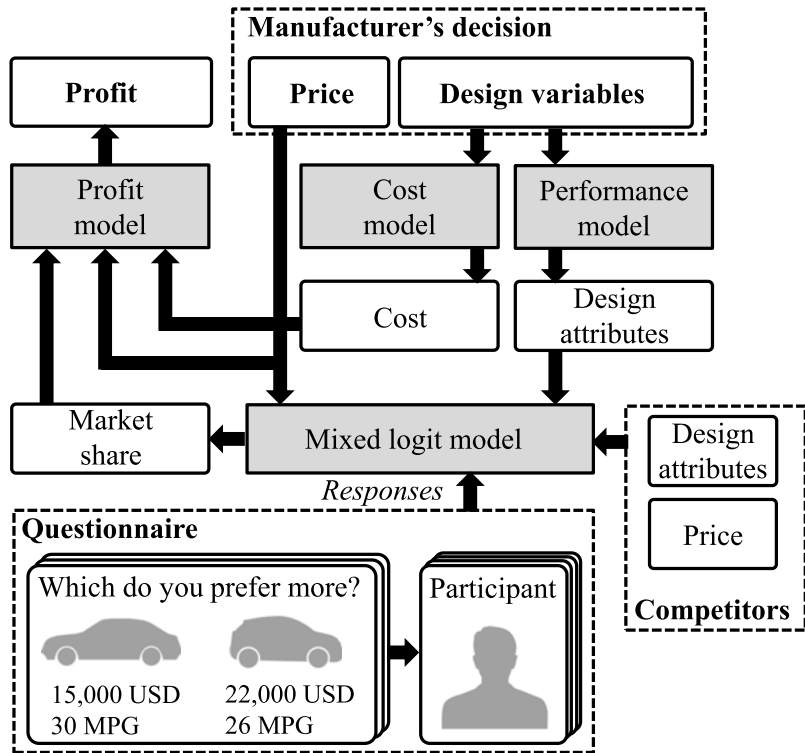 Manufacturer's decision
Profit
Price
Design variables
Profit
model
Cost
model
Performance
model
Cost
Design
attributes
Market
share
Mixed logit model
Design
attributes
Price
Competitors
Responses
Questionnaire
Which do you prefer more?
15,000 USD
30 MPG
22,000 USD
26 MPG
Participant